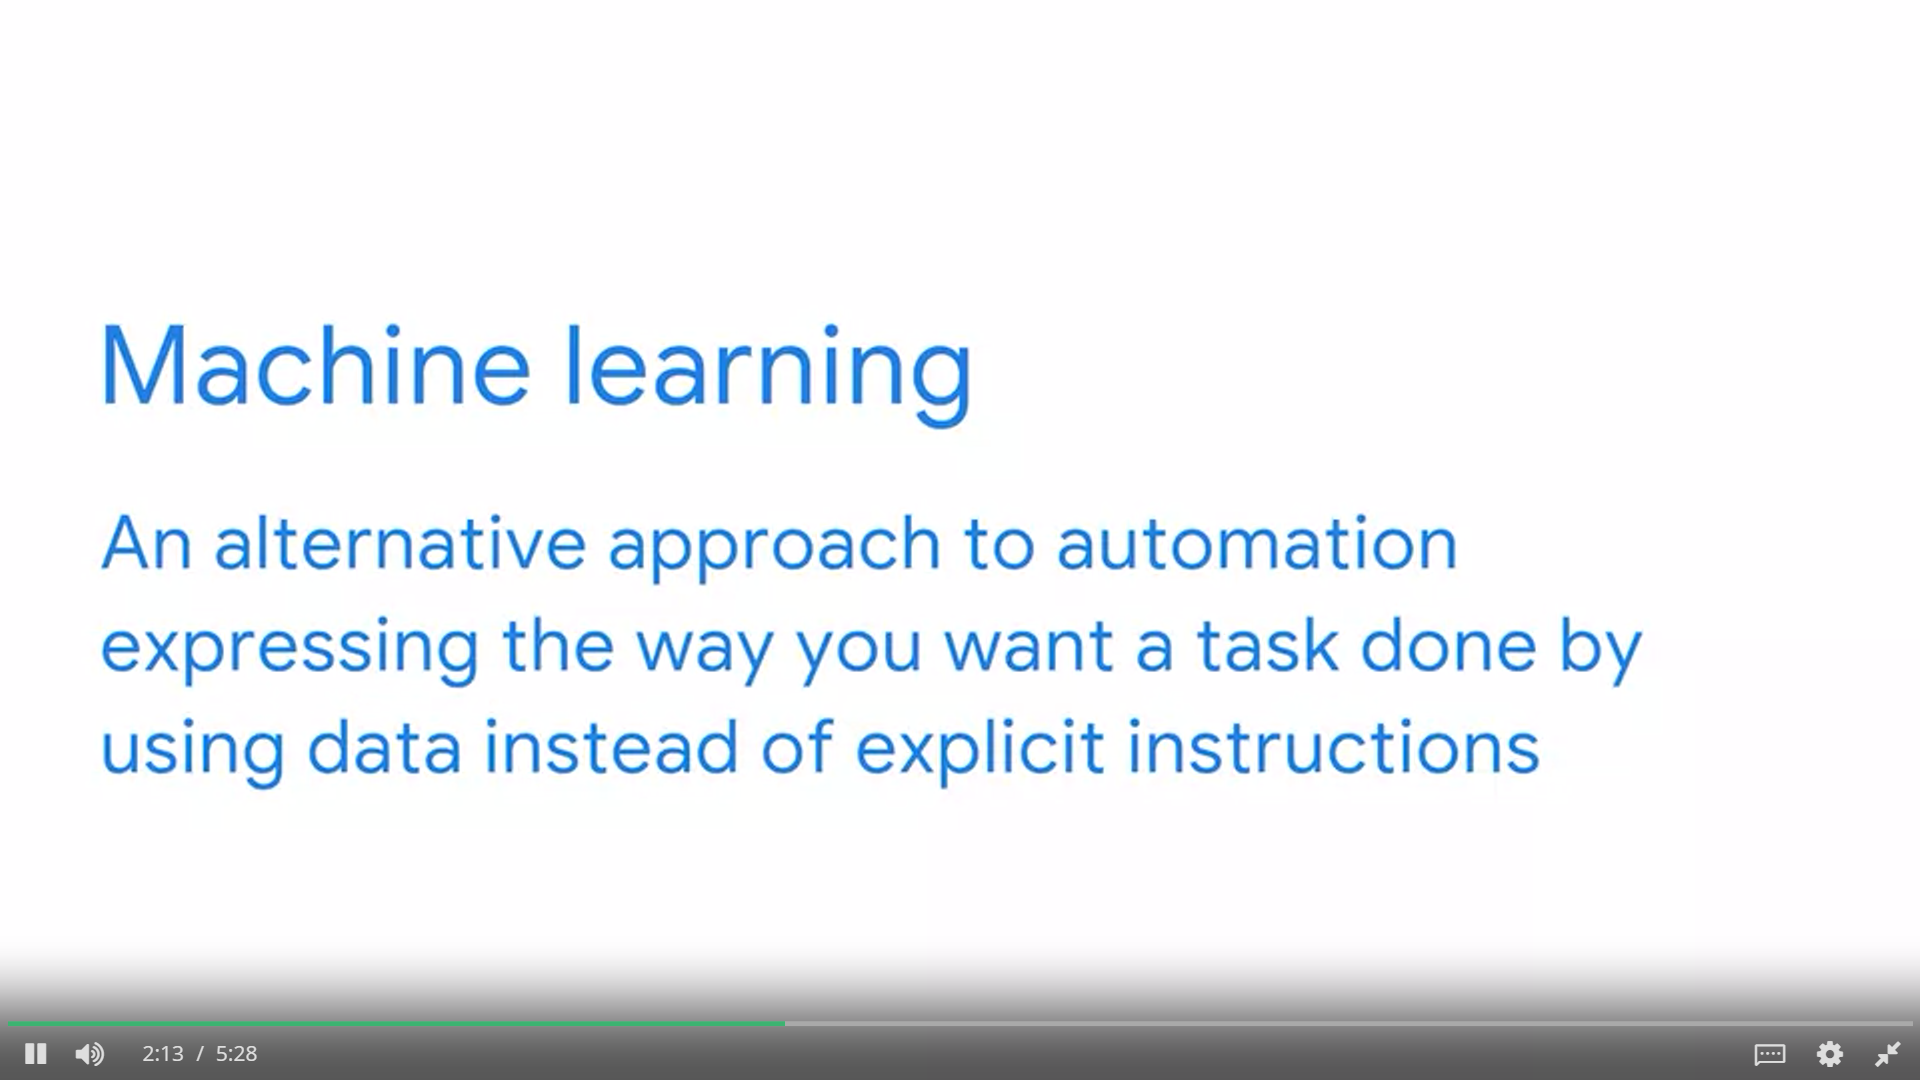 Machine learning
An alternative approach to automation
expressing the way you want a task done by
using data instead of explicit instructions
2:13 / 5:28